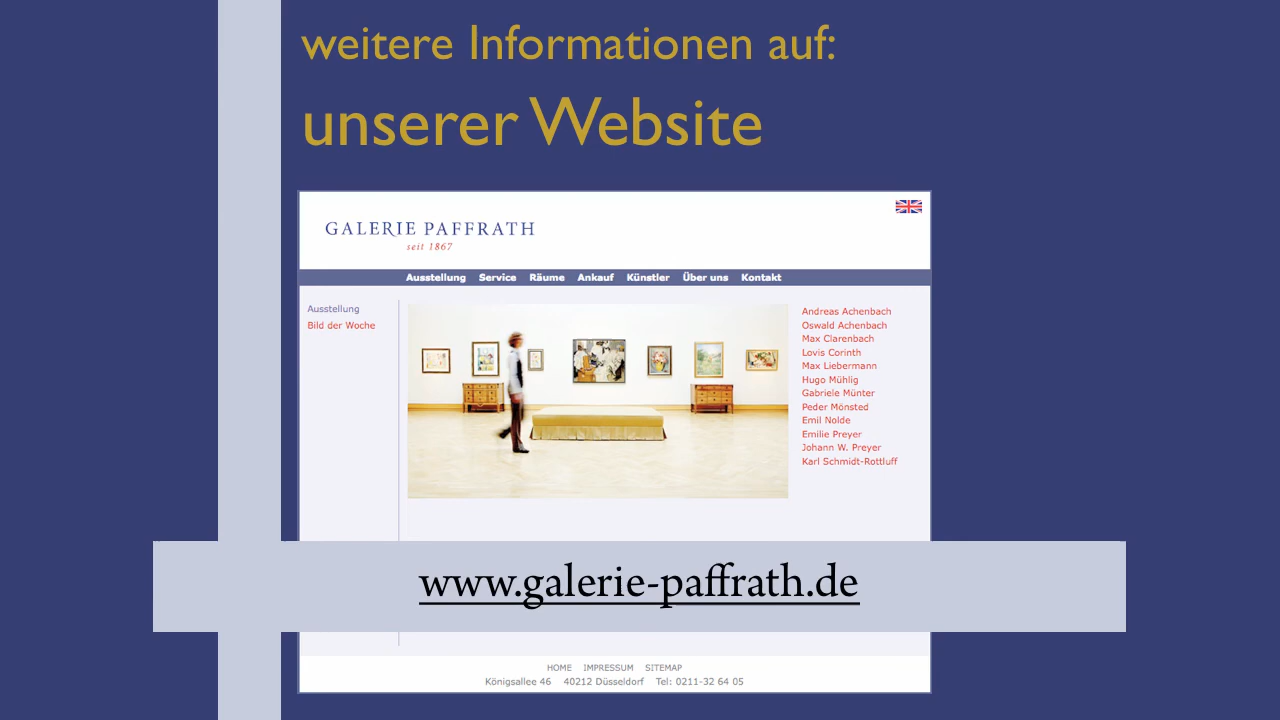 weitere Informationen auf:
unserer Website
GALERIE PAFFRATH
seit 1867
Ausstellung Service Räume Ankauf Künstler Über uns Kontakt
Ausstellung
Bild der Woche
Andreas Achenbach
Oswald Achenbach
Max Clarenbach
Lovis Corinth
Max Liebermann
Hugo Mühlig
Gabriele Münter
Peder Mönsted
Emil Nolde
Emilie Preyer
Johann W. Preyer
Karl Schmidt-Rottluff
www.galerie-paffrath.de
HOME IMPRESSUM SITEMAP
Königsallee 46 40212 Düsseldorf Tel: 0211-32 64 05